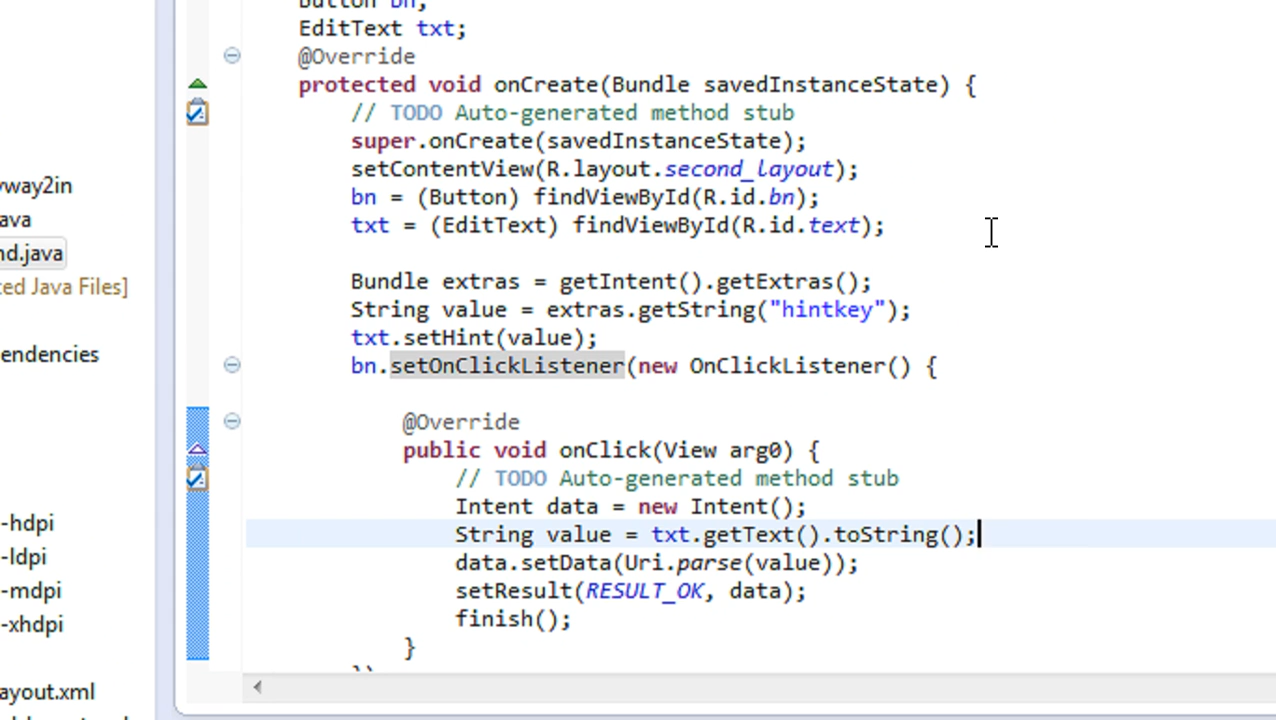 Button bn;
EditText txt;
@Override
protected void onCreate(Bundle savedInstanceState) {
// TODO Auto-generated method stub
super.onCreate(savedInstanceState);
setContentView(R.layout.second_layout);
bn = (Button) findViewById(R.id.bn);
txt = (EditText) findViewById(R.id.text);
Bundle extras = getIntent().getExtras();
String value = extras.getString("hintkey");
txt.setHint(value);
bn.setOnClickListener(new OnClickListener() {
@Override
public void onClick(View arg0) {
// TODO Auto-generated method stub
Intent data = new Intent();
String value = txt.getText().toString();
data.setData(Uri.parse(value));
setResult(RESULT_OK, data);
finish();
}
})
yway2in
ava
nd.java
ted Java Files]
endencies
-hdpi
-ldpi
-mdpi
-xhdpi
ayout.xml